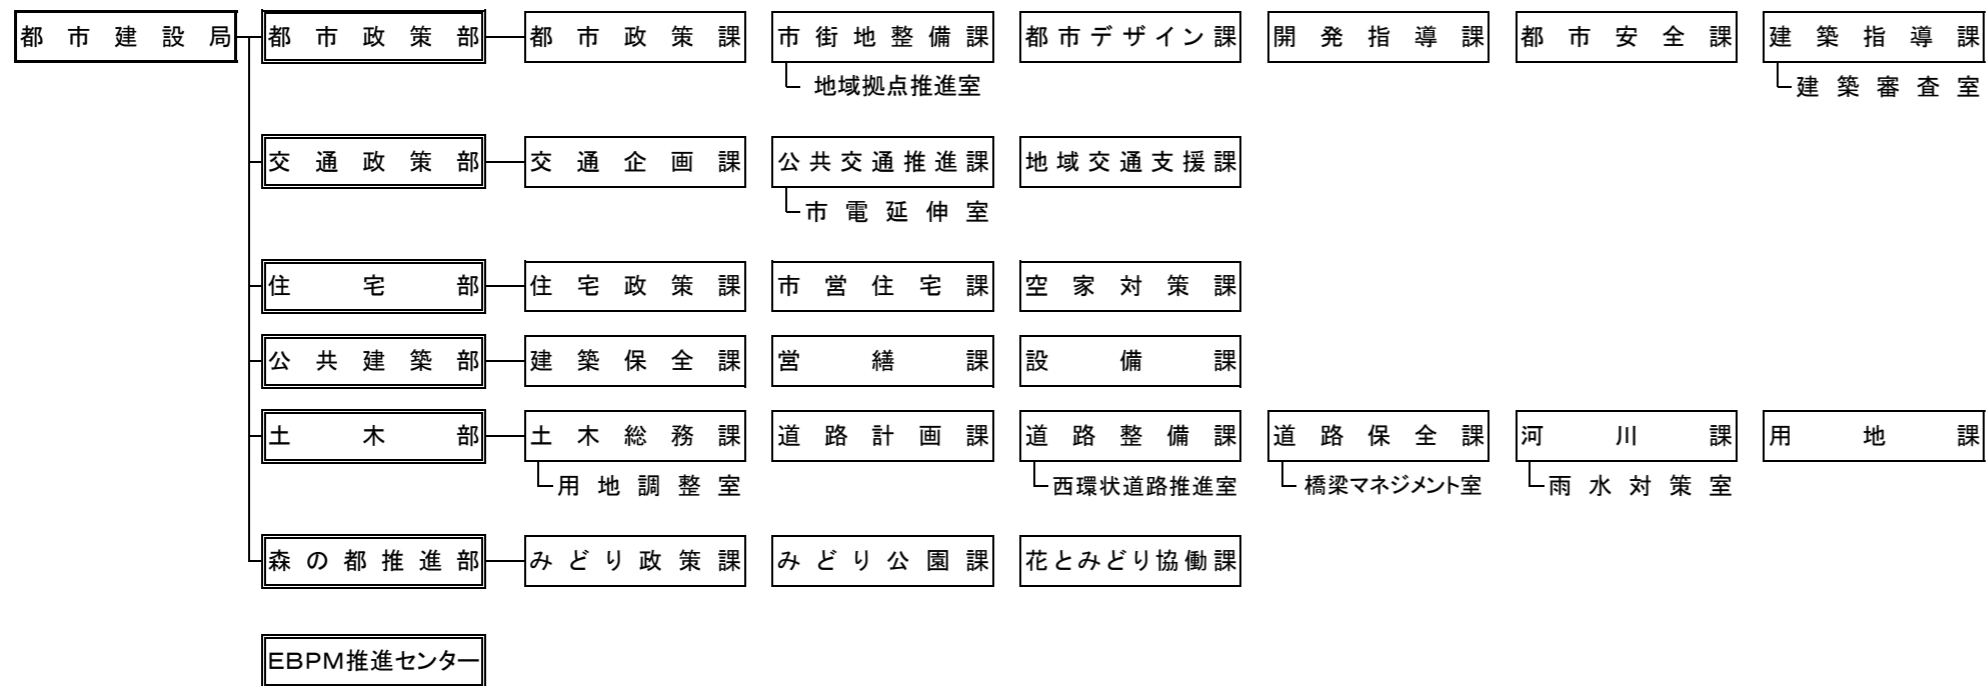 都市建設局 都市政策部 都市政策課 市街地整備課 都市デザイン課 開発指導課 都市安全課 建築指導課
地域拠点推進室 建築審査室
交通政策部 交通企画課 公共交通推進課 地域交通支援課
市電延伸室
住宅部 住宅政策課 市営住宅課 空家対策課
公共建築部 建築保全課 営繕課 設備課
土木部 土木総務課 道路計画課 道路整備課 道路保全課 河川課 用地課
用地調整室 西環状道路推進室 橋梁マネジメント室 雨水対策室
森の都推進部 みどり政策課 みどり公園課 花とみどり協働課
EBPM推進センター